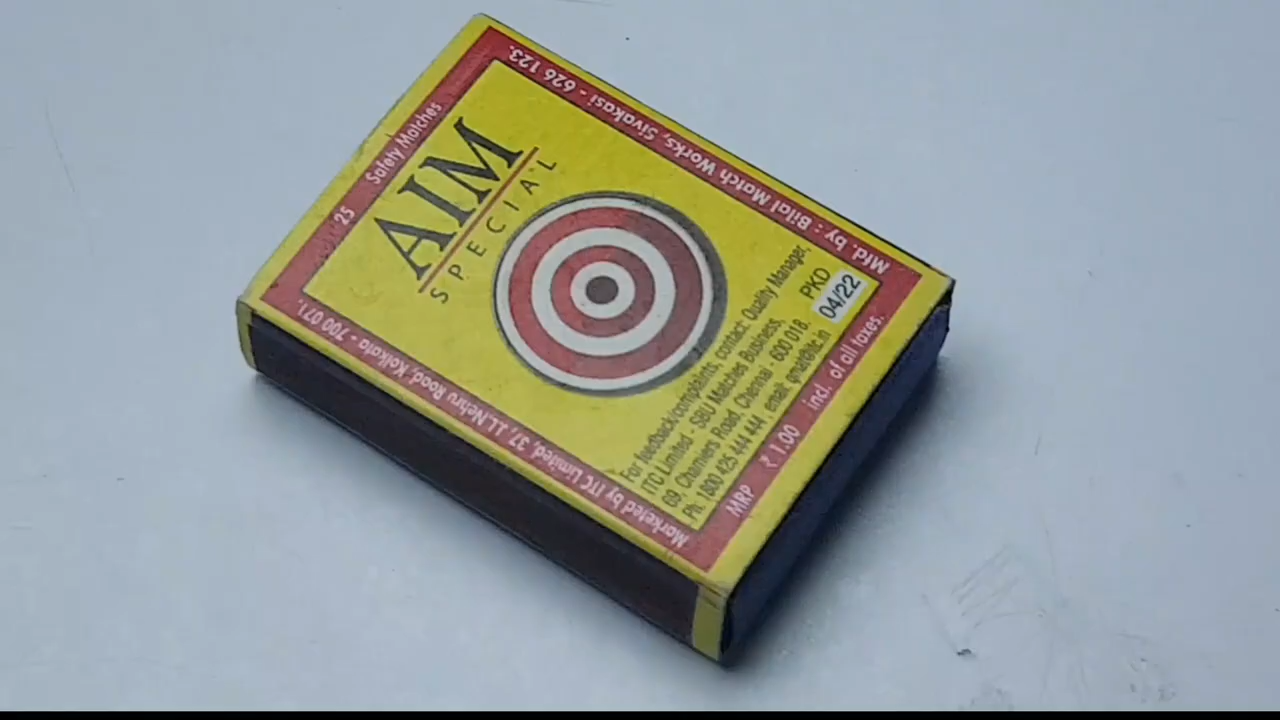 25 Safety Matches
AIM
SPECIAL
For feedback/complaints, contact: Quality Manager,
ITC Limited - SBU Matches Business,
69, Chamiers Road, Chennai - 600 018.
Ph: 1800 425 444 444, email: qmat@itc.in
PKD
04/22
MRP ₹ 1.00 incl. of all taxes.
Mfd. by : Bilal Match Works, Sivakasi - 626 123.
Marketed by ITC Limited, 37, J.L.Nehru Road, Kolkata - 700 071.